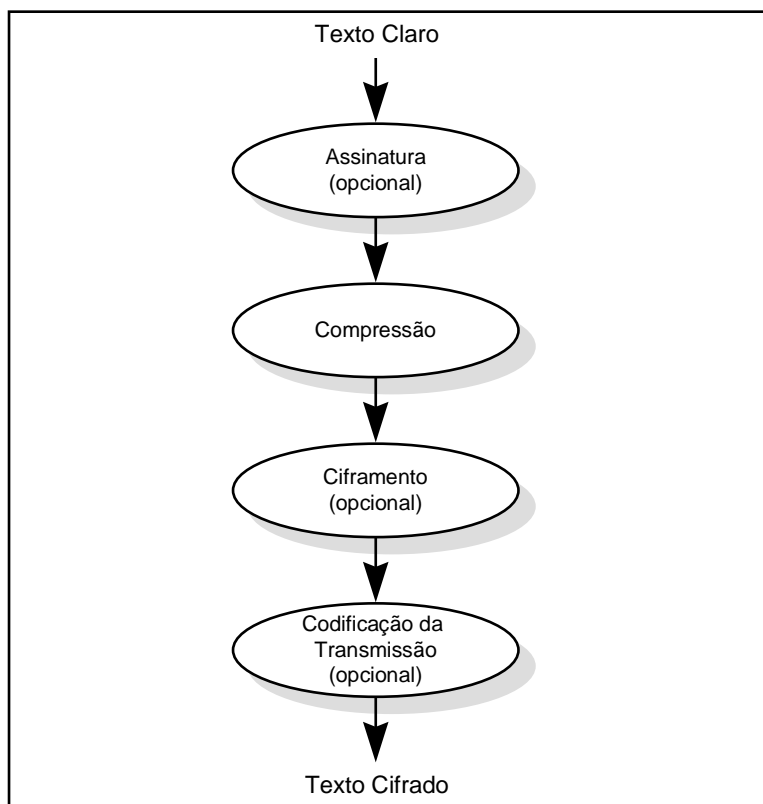 Texto Claro
Assinatura
(opcional)
Compressão
Ciframento
(opcional)
Codificação da
Transmissão
(opcional)
Texto Cifrado